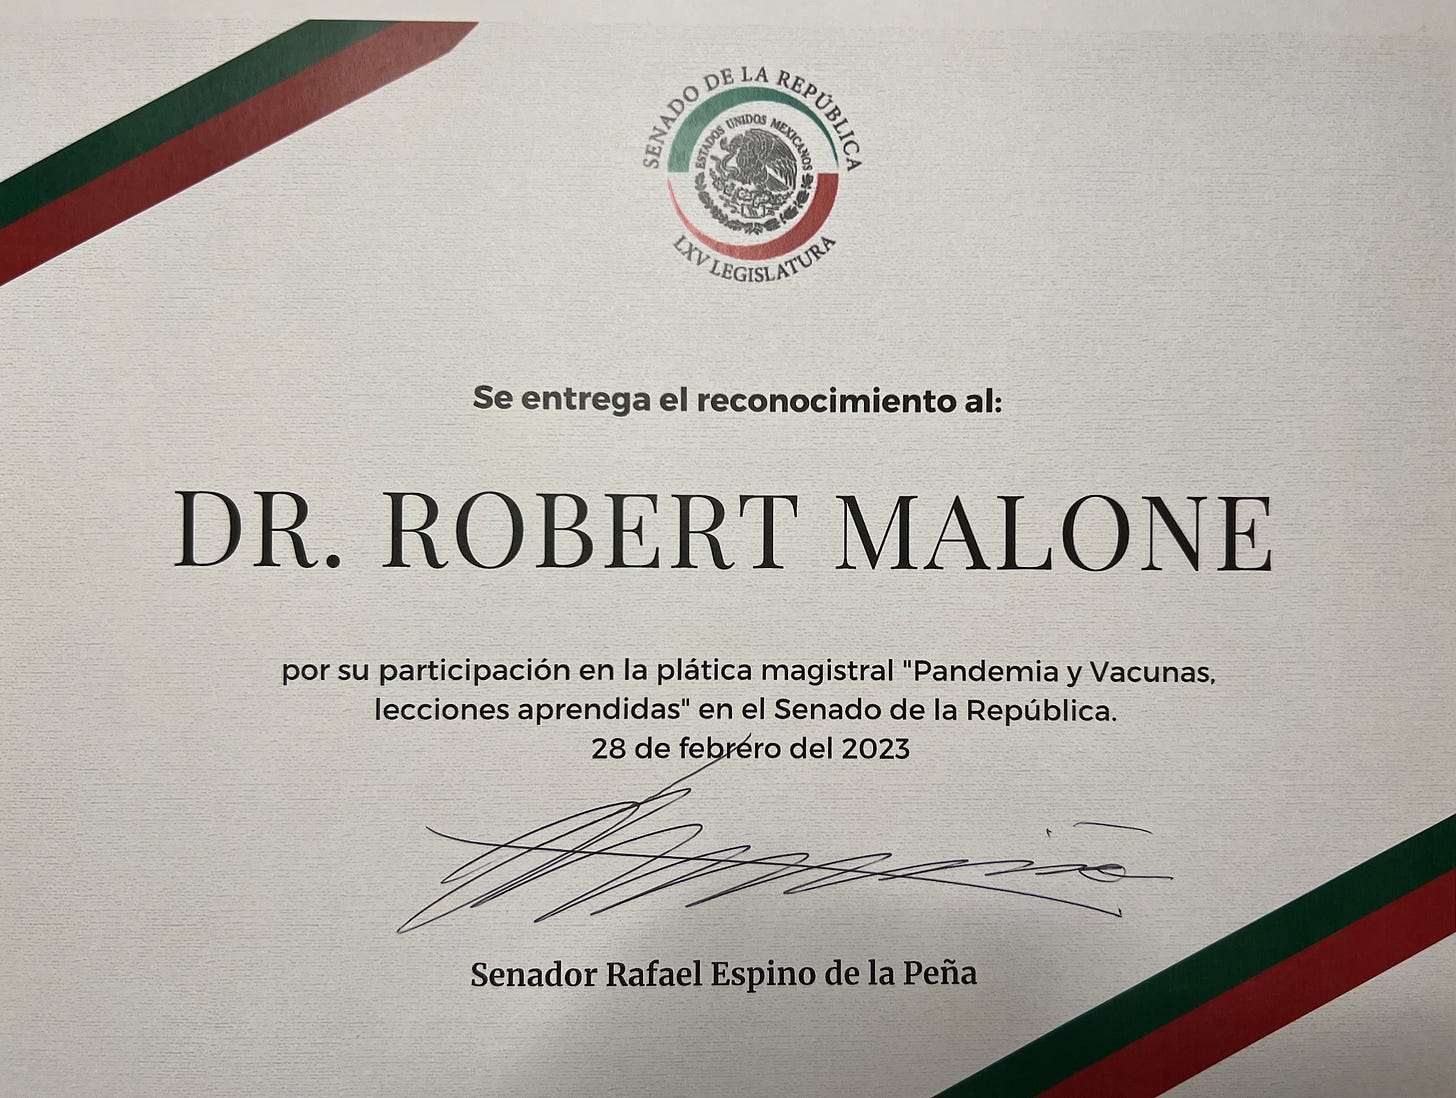 SENADO DE LA REPÚBLICA
ESTADOS UNIDOS MEXICANOS
LXV LEGISLATURA
Se entrega el reconocimiento al:
DR. ROBERT MALONE
por su participación en la plática magistral "Pandemia y Vacunas,
lecciones aprendidas" en el Senado de la República.
28 de febrero del 2023
Senador Rafael Espino de la Peña